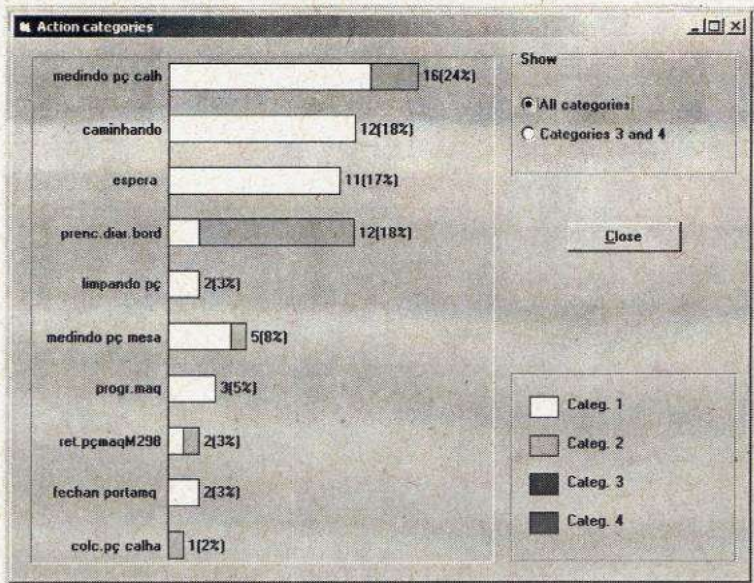 Action categories
medindo pç calh 16(24%)
caminhando 12(18%)
espera 11(17%)
prenc.diar.bord 12(18%)
limpando pç 2(3%)
medindo pç mesa 5(8%)
progr.maq 3(5%)
ret.pçmaqM298 2(3%)
fechan portamq 2(3%)
colc.pç calha 1(2%)
Show
All categories
Categories 3 and 4
Close
Categ. 1
Categ. 2
Categ. 3
Categ. 4